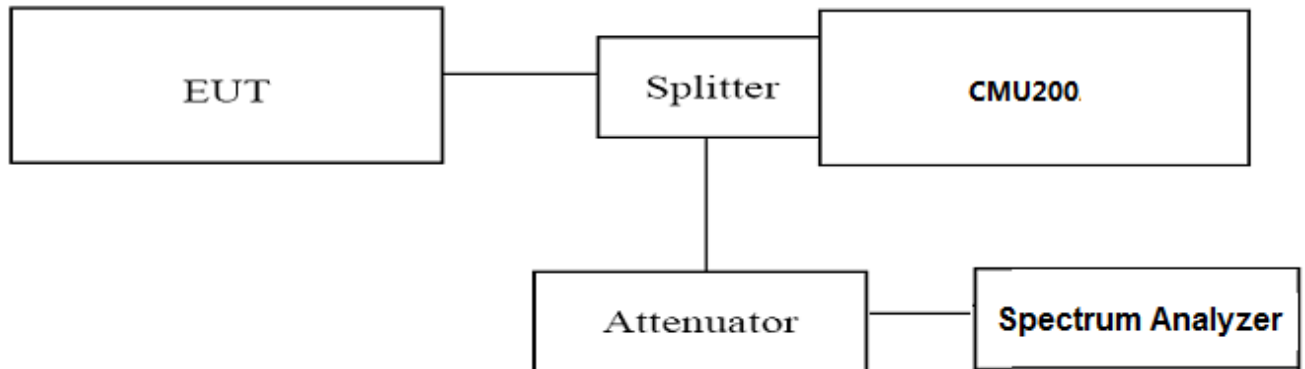 EUT
Splitter
CMU200
Attenuator
Spectrum Analyzer